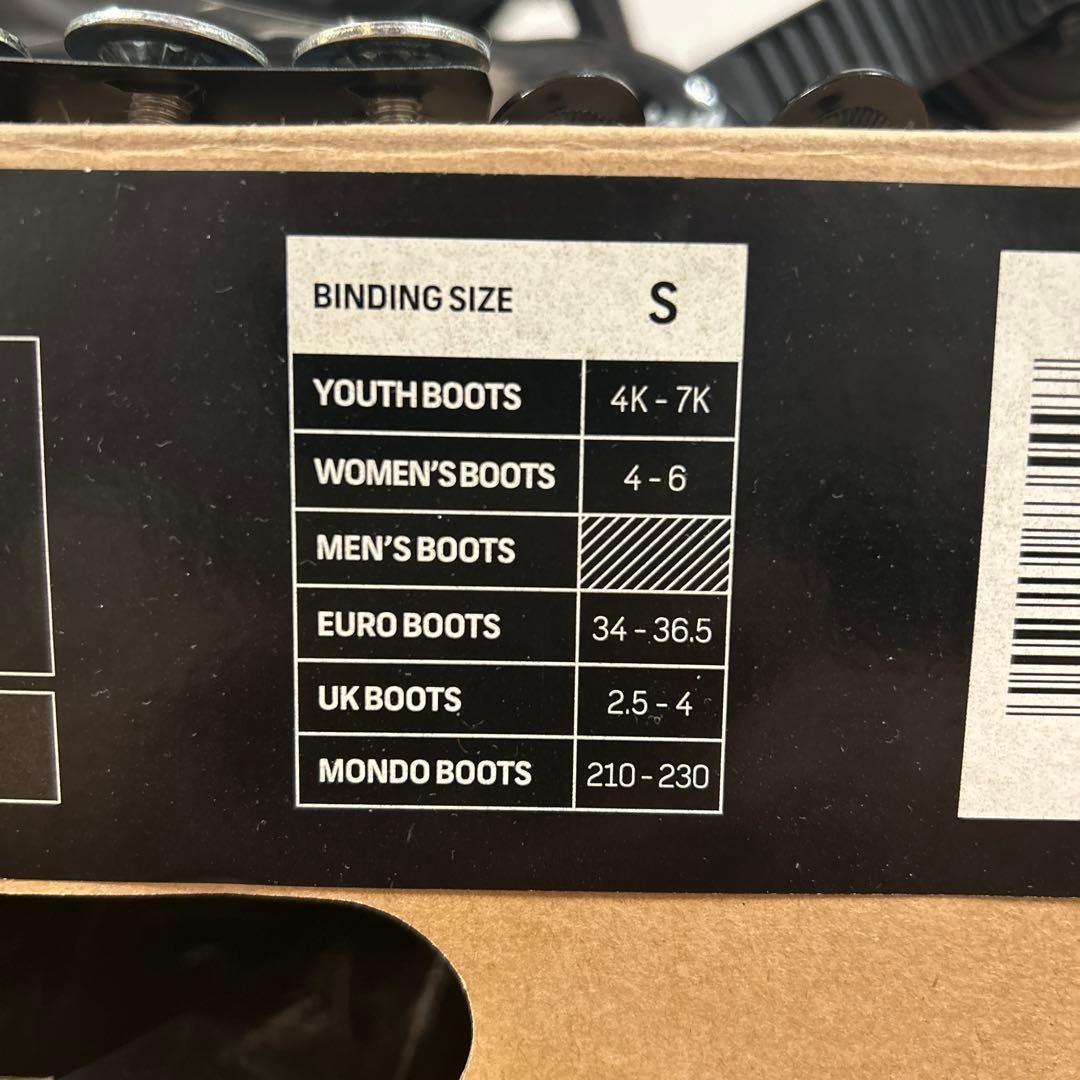 BINDING SIZE S
YOUTH BOOTS 4K - 7K
WOMEN'S BOOTS 4 - 6
MEN'S BOOTS
EURO BOOTS 34 - 36.5
UK BOOTS 2.5 - 4
MONDO BOOTS 210 - 230